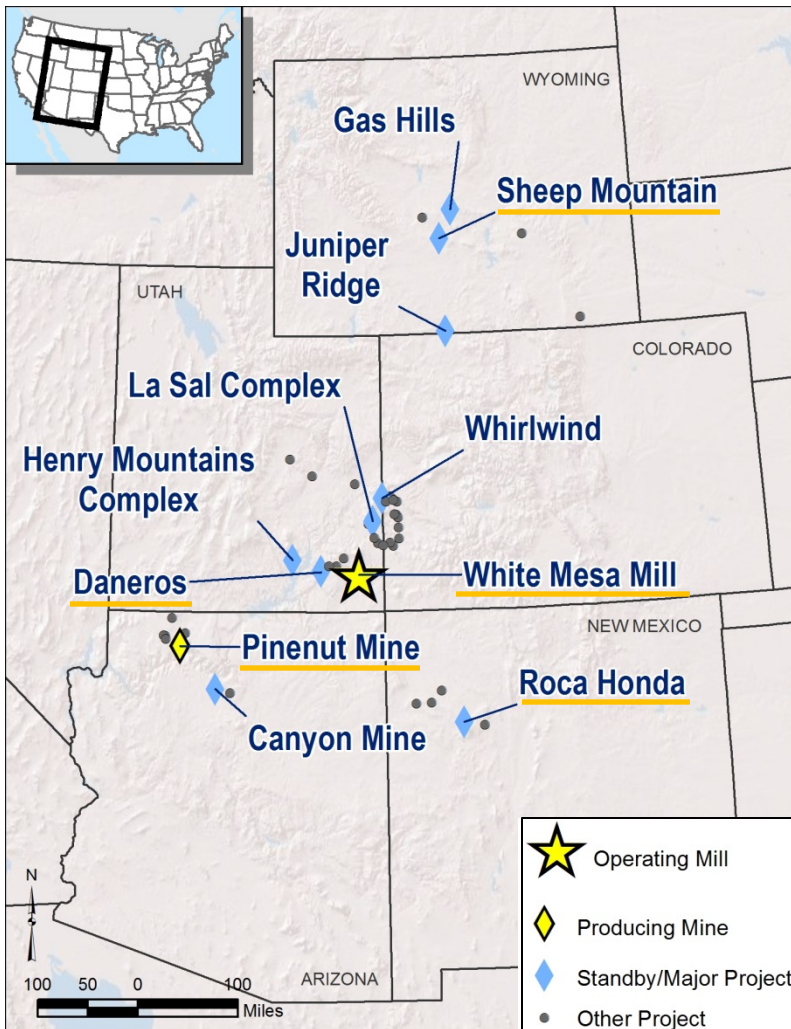 WYOMING
Gas Hills
Sheep Mountain
Juniper
Ridge
UTAH
COLORADO
La Sal Complex
Whirlwind
Henry Mountains
Complex
Daneros
White Mesa Mill
NEW MEXICO
Pinenut Mine
Roca Honda
Canyon Mine
Operating Mill
N
Producing Mine
Standby/Major Project
ARIZONA
100 50 0 100
Miles
Other Project